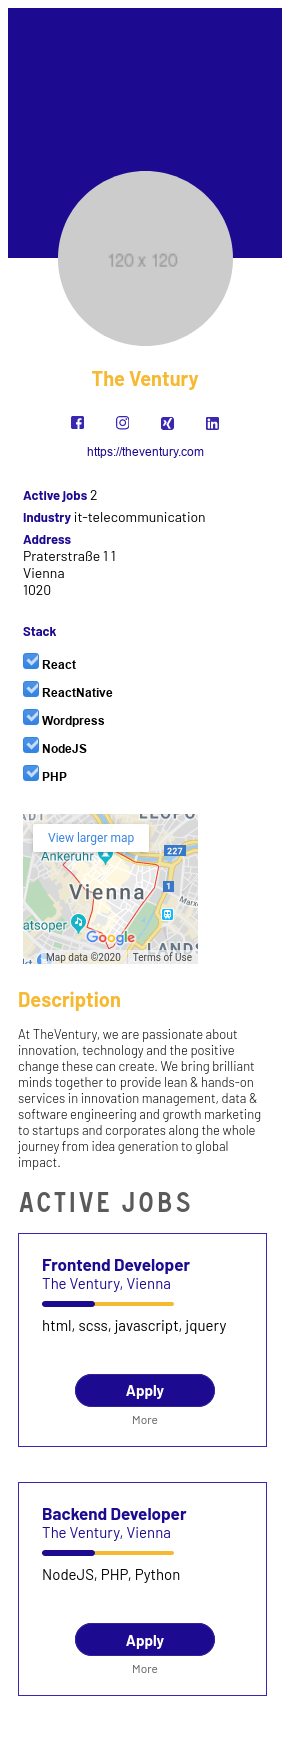 120 x 120
The Ventury
https://theventury.com
Active jobs 2
Industry it-telecommunication
Address
Praterstraße 1 1
Vienna
1020
Stack
React
ReactNative
Wordpress
NodeJS
PHP
View larger map
227
Ankeruhr
1
Vienna
Google
Map data ©2020 Terms of Use
Description
At TheVentury, we are passionate about
innovation, technology and the positive
change these can create. We bring brilliant
minds together to provide lean & hands-on
services in innovation management, data &
software engineering and growth marketing
to startups and corporates along the whole
journey from idea generation to global
impact.
ACTIVE JOBS
Frontend Developer
The Ventury, Vienna
html, scss, javascript, jquery
Apply
More
Backend Developer
The Ventury, Vienna
NodeJS, PHP, Python
Apply
More